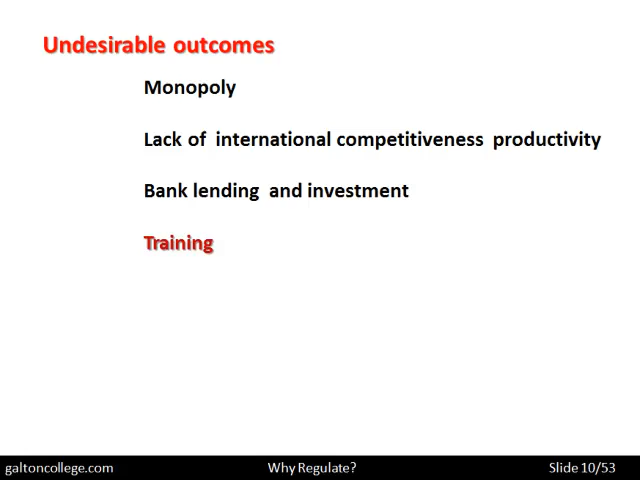 Undesirable outcomes
Monopoly
Lack of international competitiveness productivity
Bank lending and investment
Training
galtoncollege.com Why Regulate? Slide 10/53